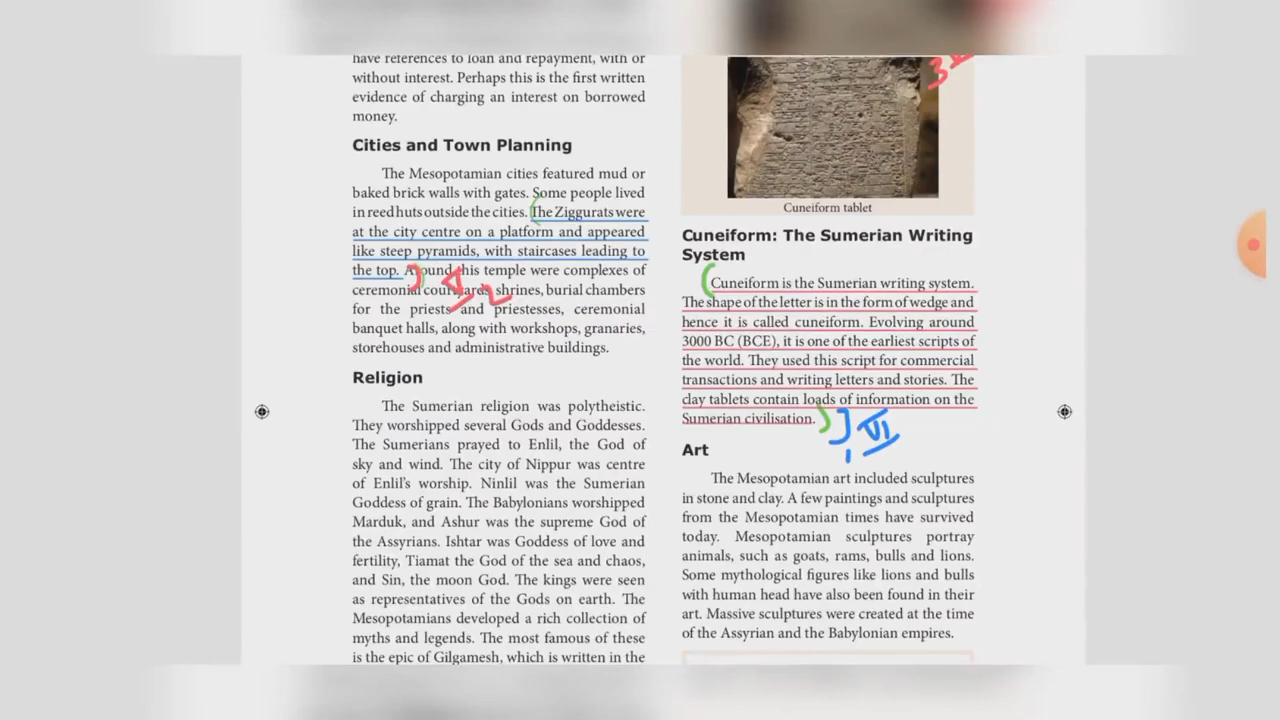 have references to loan and repayment, with or
without interest. Perhaps this is the first written
evidence of charging an interest on borrowed
money.
Cities and Town Planning
The Mesopotamian cities featured mud or
baked brick walls with gates. Some people lived
in reed huts outside the cities. The Ziggurats were
at the city centre on a platform and appeared
like steep pyramids, with staircases leading to
the top. Around this temple were complexes of
ceremonial courtyards, shrines, burial chambers
for the priests and priestesses, ceremonial
banquet halls, along with workshops, granaries,
storehouses and administrative buildings.
Religion
The Sumerian religion was polytheistic.
They worshipped several Gods and Goddesses.
The Sumerians prayed to Enlil, the God of
sky and wind. The city of Nippur was centre
of Enlil's worship. Ninlil was the Sumerian
Goddess of grain. The Babylonians worshipped
Marduk, and Ashur was the supreme God of
the Assyrians. Ishtar was Goddess of love and
fertility, Tiamat the God of the sea and chaos,
and Sin, the moon God. The kings were seen
as representatives of the Gods on earth. The
Mesopotamians developed a rich collection of
myths and legends. The most famous of these
is the epic of Gilgamesh, which is written in the
Cuneiform tablet
Cuneiform: The Sumerian Writing
System
Cuneiform is the Sumerian writing system.
The shape of the letter is in the form of wedge and
hence it is called cuneiform. Evolving around
3000 BC (BCE), it is one of the earliest scripts of
the world. They used this script for commercial
transactions and writing letters and stories. The
clay tablets contain loads of information on the
Sumerian civilisation.
VI
Art
The Mesopotamian art included sculptures
in stone and clay. A few paintings and sculptures
from the Mesopotamian times have survived
today. Mesopotamian sculptures portray
animals, such as goats, rams, bulls and lions.
Some mythological figures like lions and bulls
with human head have also been found in their
art. Massive sculptures were created at the time
of the Assyrian and the Babylonian empires.